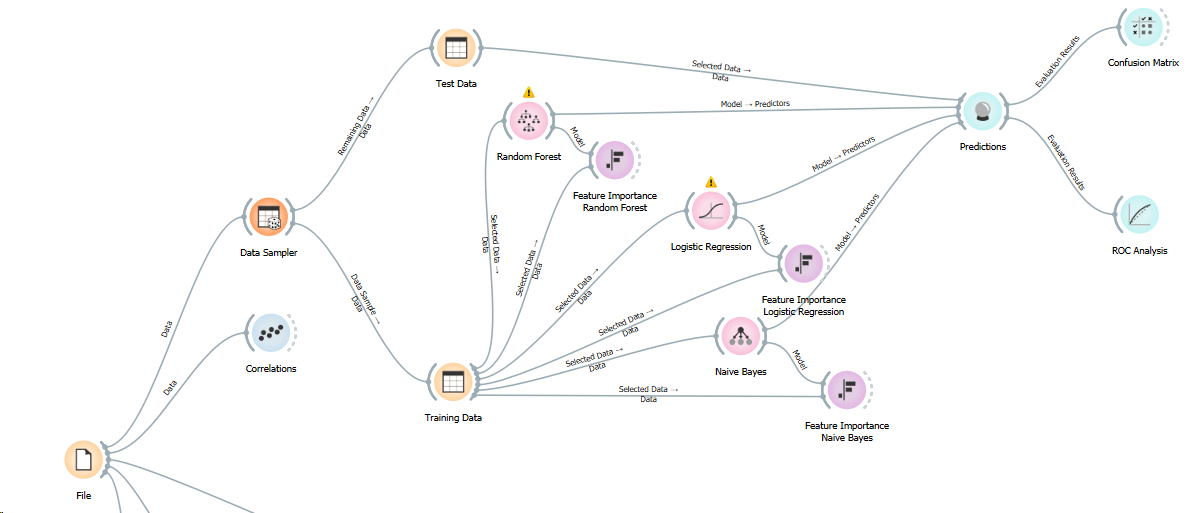 Confusion Matrix
Evaluation Results
Test Data
Selected Data →
Data
Remaining Data →
Data
Model → Predictors
Random Forest
Model
Predictions
Feature Importance
Random Forest
Model → Predictors
Evaluation Results
Model → Predictors
Logistic Regression
Model
ROC Analysis
Data Sampler
Selected Data →
Data
Selected Data →
Data
Selected Data →
Data
Feature Importance
Logistic Regression
Data Sample →
Data
Selected Data →
Data
Data
Correlations
Selected Data →
Data
Naive Bayes
Model
Data
Training Data
Selected Data →
Data
Feature Importance
Naive Bayes
File